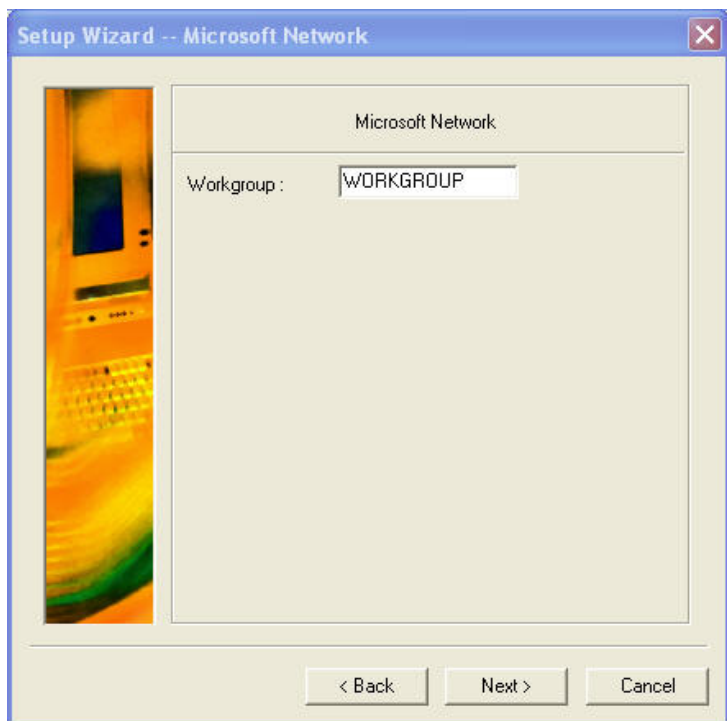 Setup Wizard -- Microsoft Network
Microsoft Network
Workgroup :
WORKGROUP
< Back
Next >
Cancel